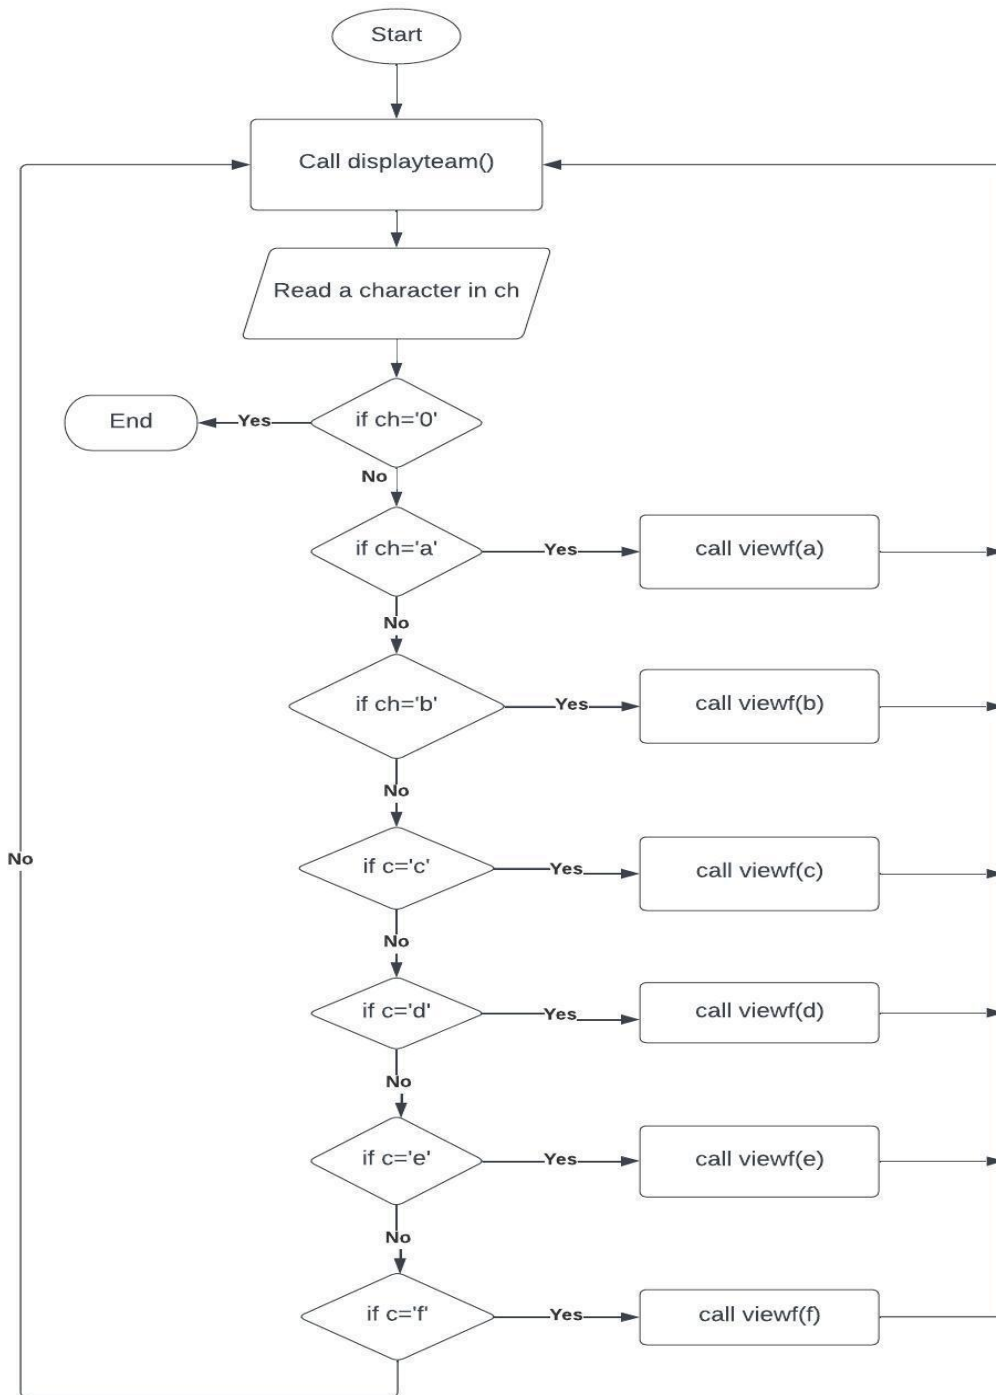 Start
Call displayteam()
Read a character in ch
if ch='0'
Yes
End
No
if ch='a'
Yes
call viewf(a)
No
if ch='b'
Yes
call viewf(b)
No
if c='c'
Yes
call viewf(c)
No
No
if c='d'
Yes
call viewf(d)
No
if c='e'
Yes
call viewf(e)
No
if c='f'
Yes
call viewf(f)